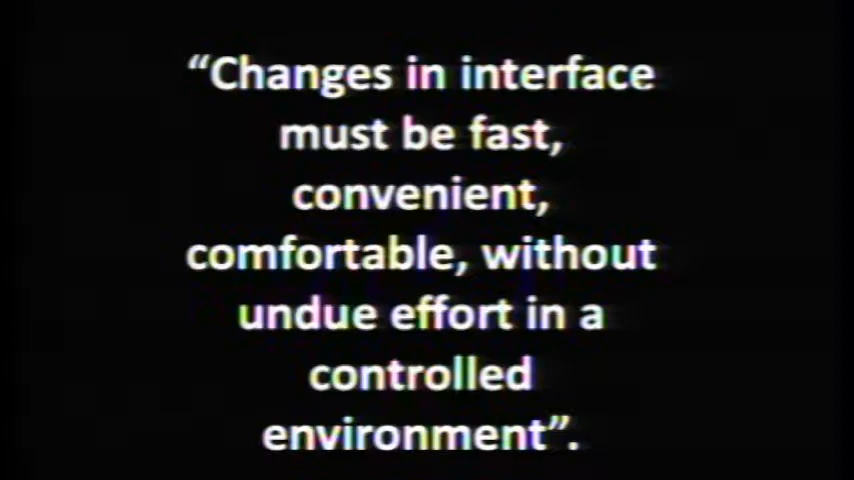 “Changes in interface
must be fast,
convenient,
comfortable, without
undue effort in a
controlled
environment”.